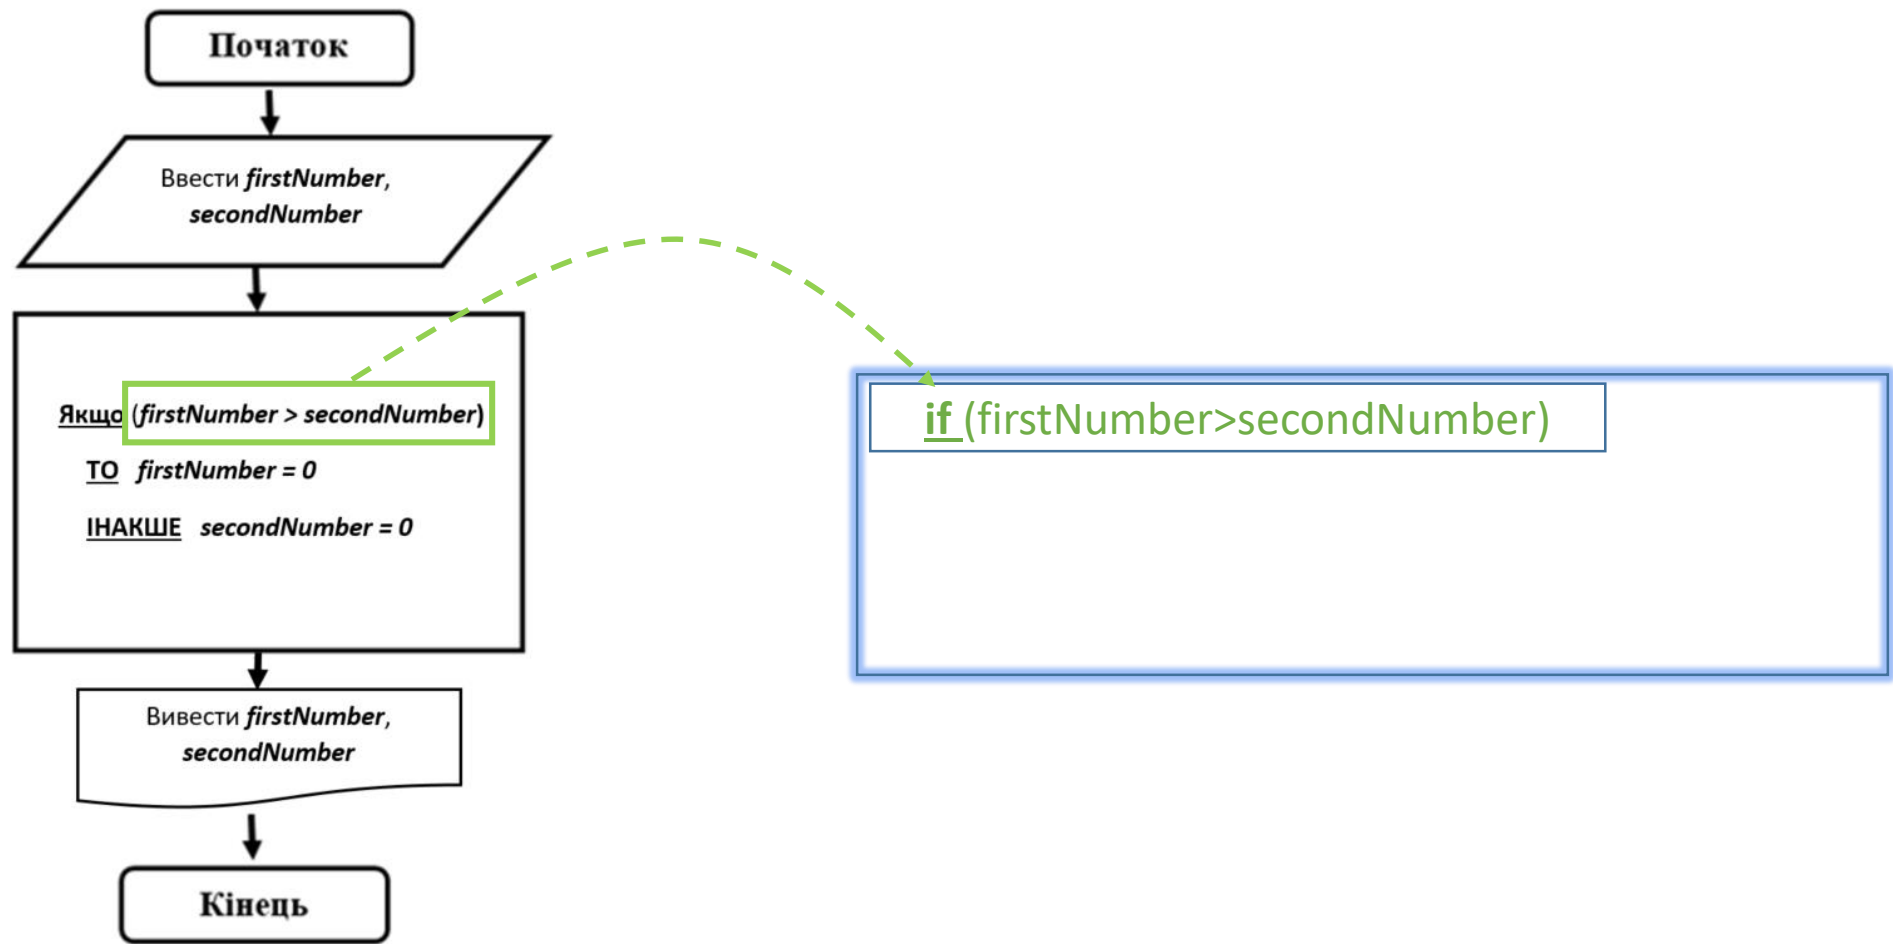 Початок
Ввести firstNumber,
secondNumber
Якщо (firstNumber > secondNumber)
ТО firstNumber = 0
ІНАКШЕ secondNumber = 0
Вивести firstNumber,
secondNumber
Кінець
if (firstNumber>secondNumber)